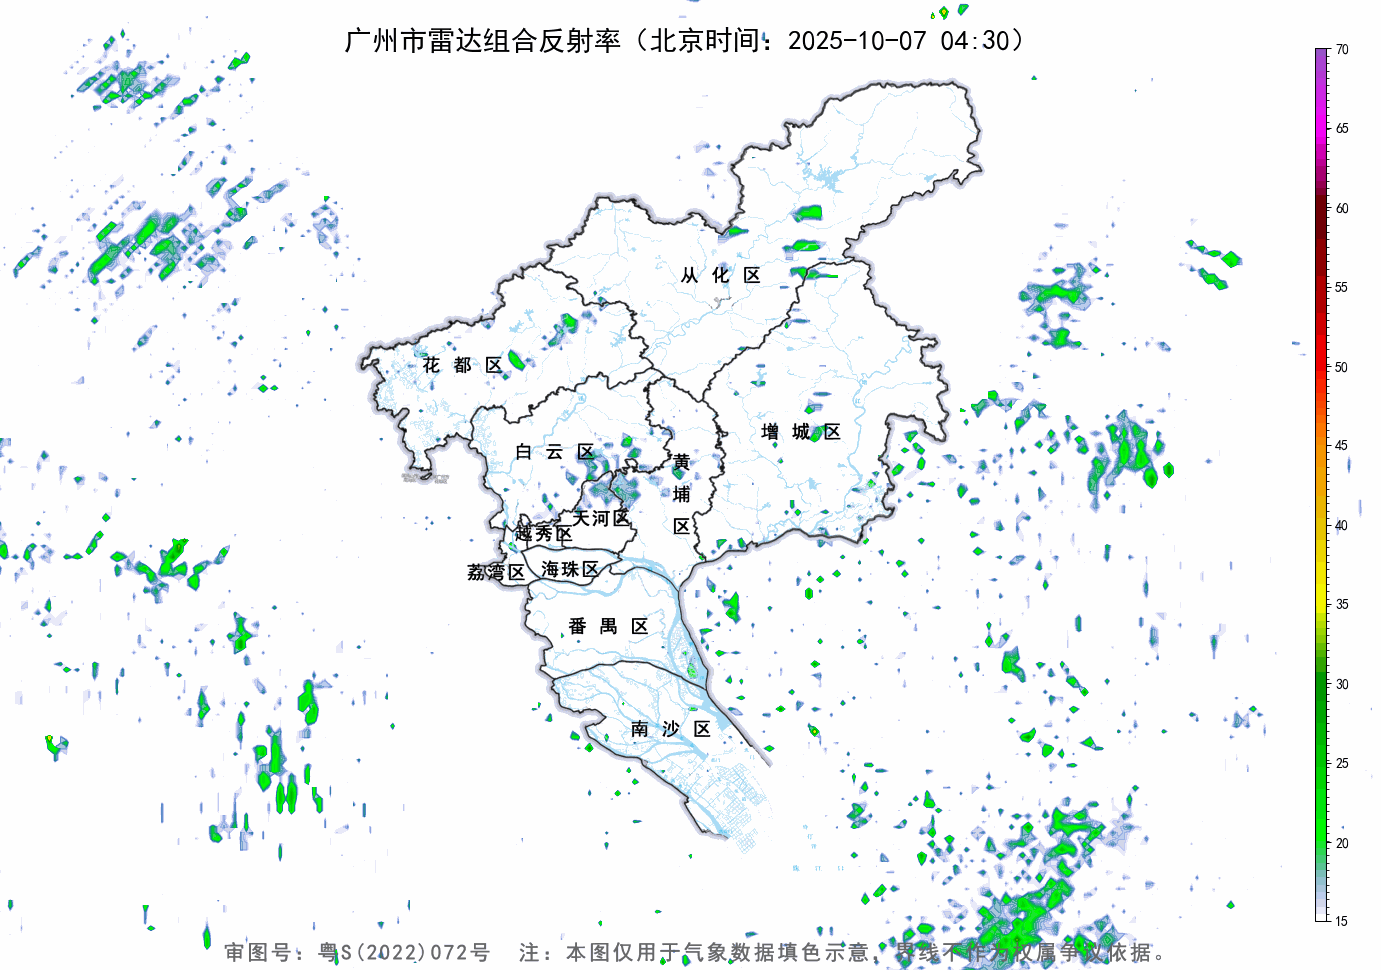 广州市雷达组合反射率（北京时间：2025-10-07 04:30）
70
65
60
55
50
45
40
35
30
25
20
15
从化区
花都区
增城区
白云区
黄埔区
天河区
越秀区
荔湾区
海珠区
番禺区
南沙区
审图号：粤S(2022)072号 注：本图仅用于气象数据填色示意，界线不作为权属争议依据。